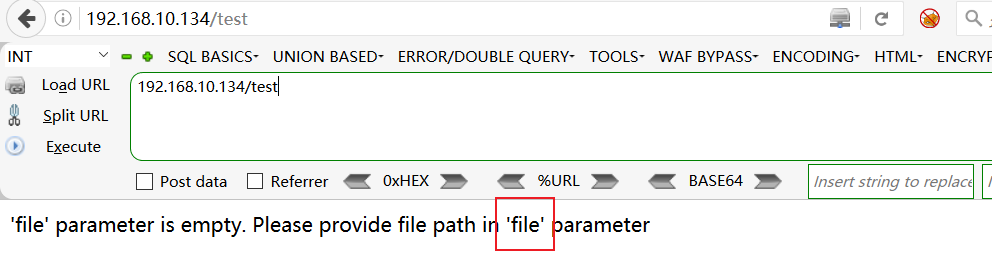 192.168.10.134/test
INT SQL BASICS UNION BASED ERROR/DOUBLE QUERY TOOLS WAF BYPASS ENCODING HTML ENCRYP
Load URL
192.168.10.134/test
Split URL
Execute
Post data Referrer 0xHEX %URL BASE64 Insert string to replace
'file' parameter is empty. Please provide file path in 'file' parameter